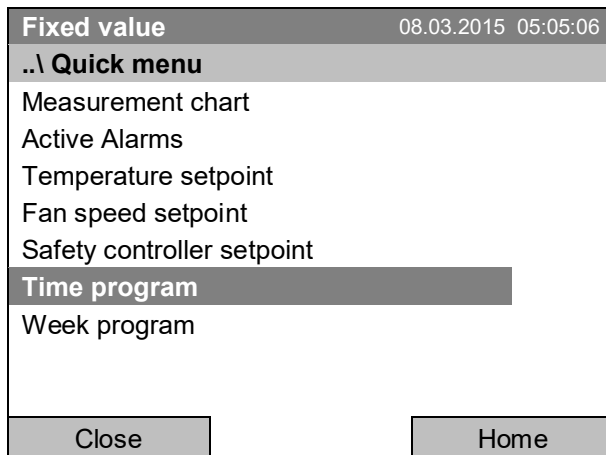 Fixed value 08.03.2015 05:05:06
..\ Quick menu
Measurement chart
Active Alarms
Temperature setpoint
Fan speed setpoint
Safety controller setpoint
Time program
Week program
Close Home